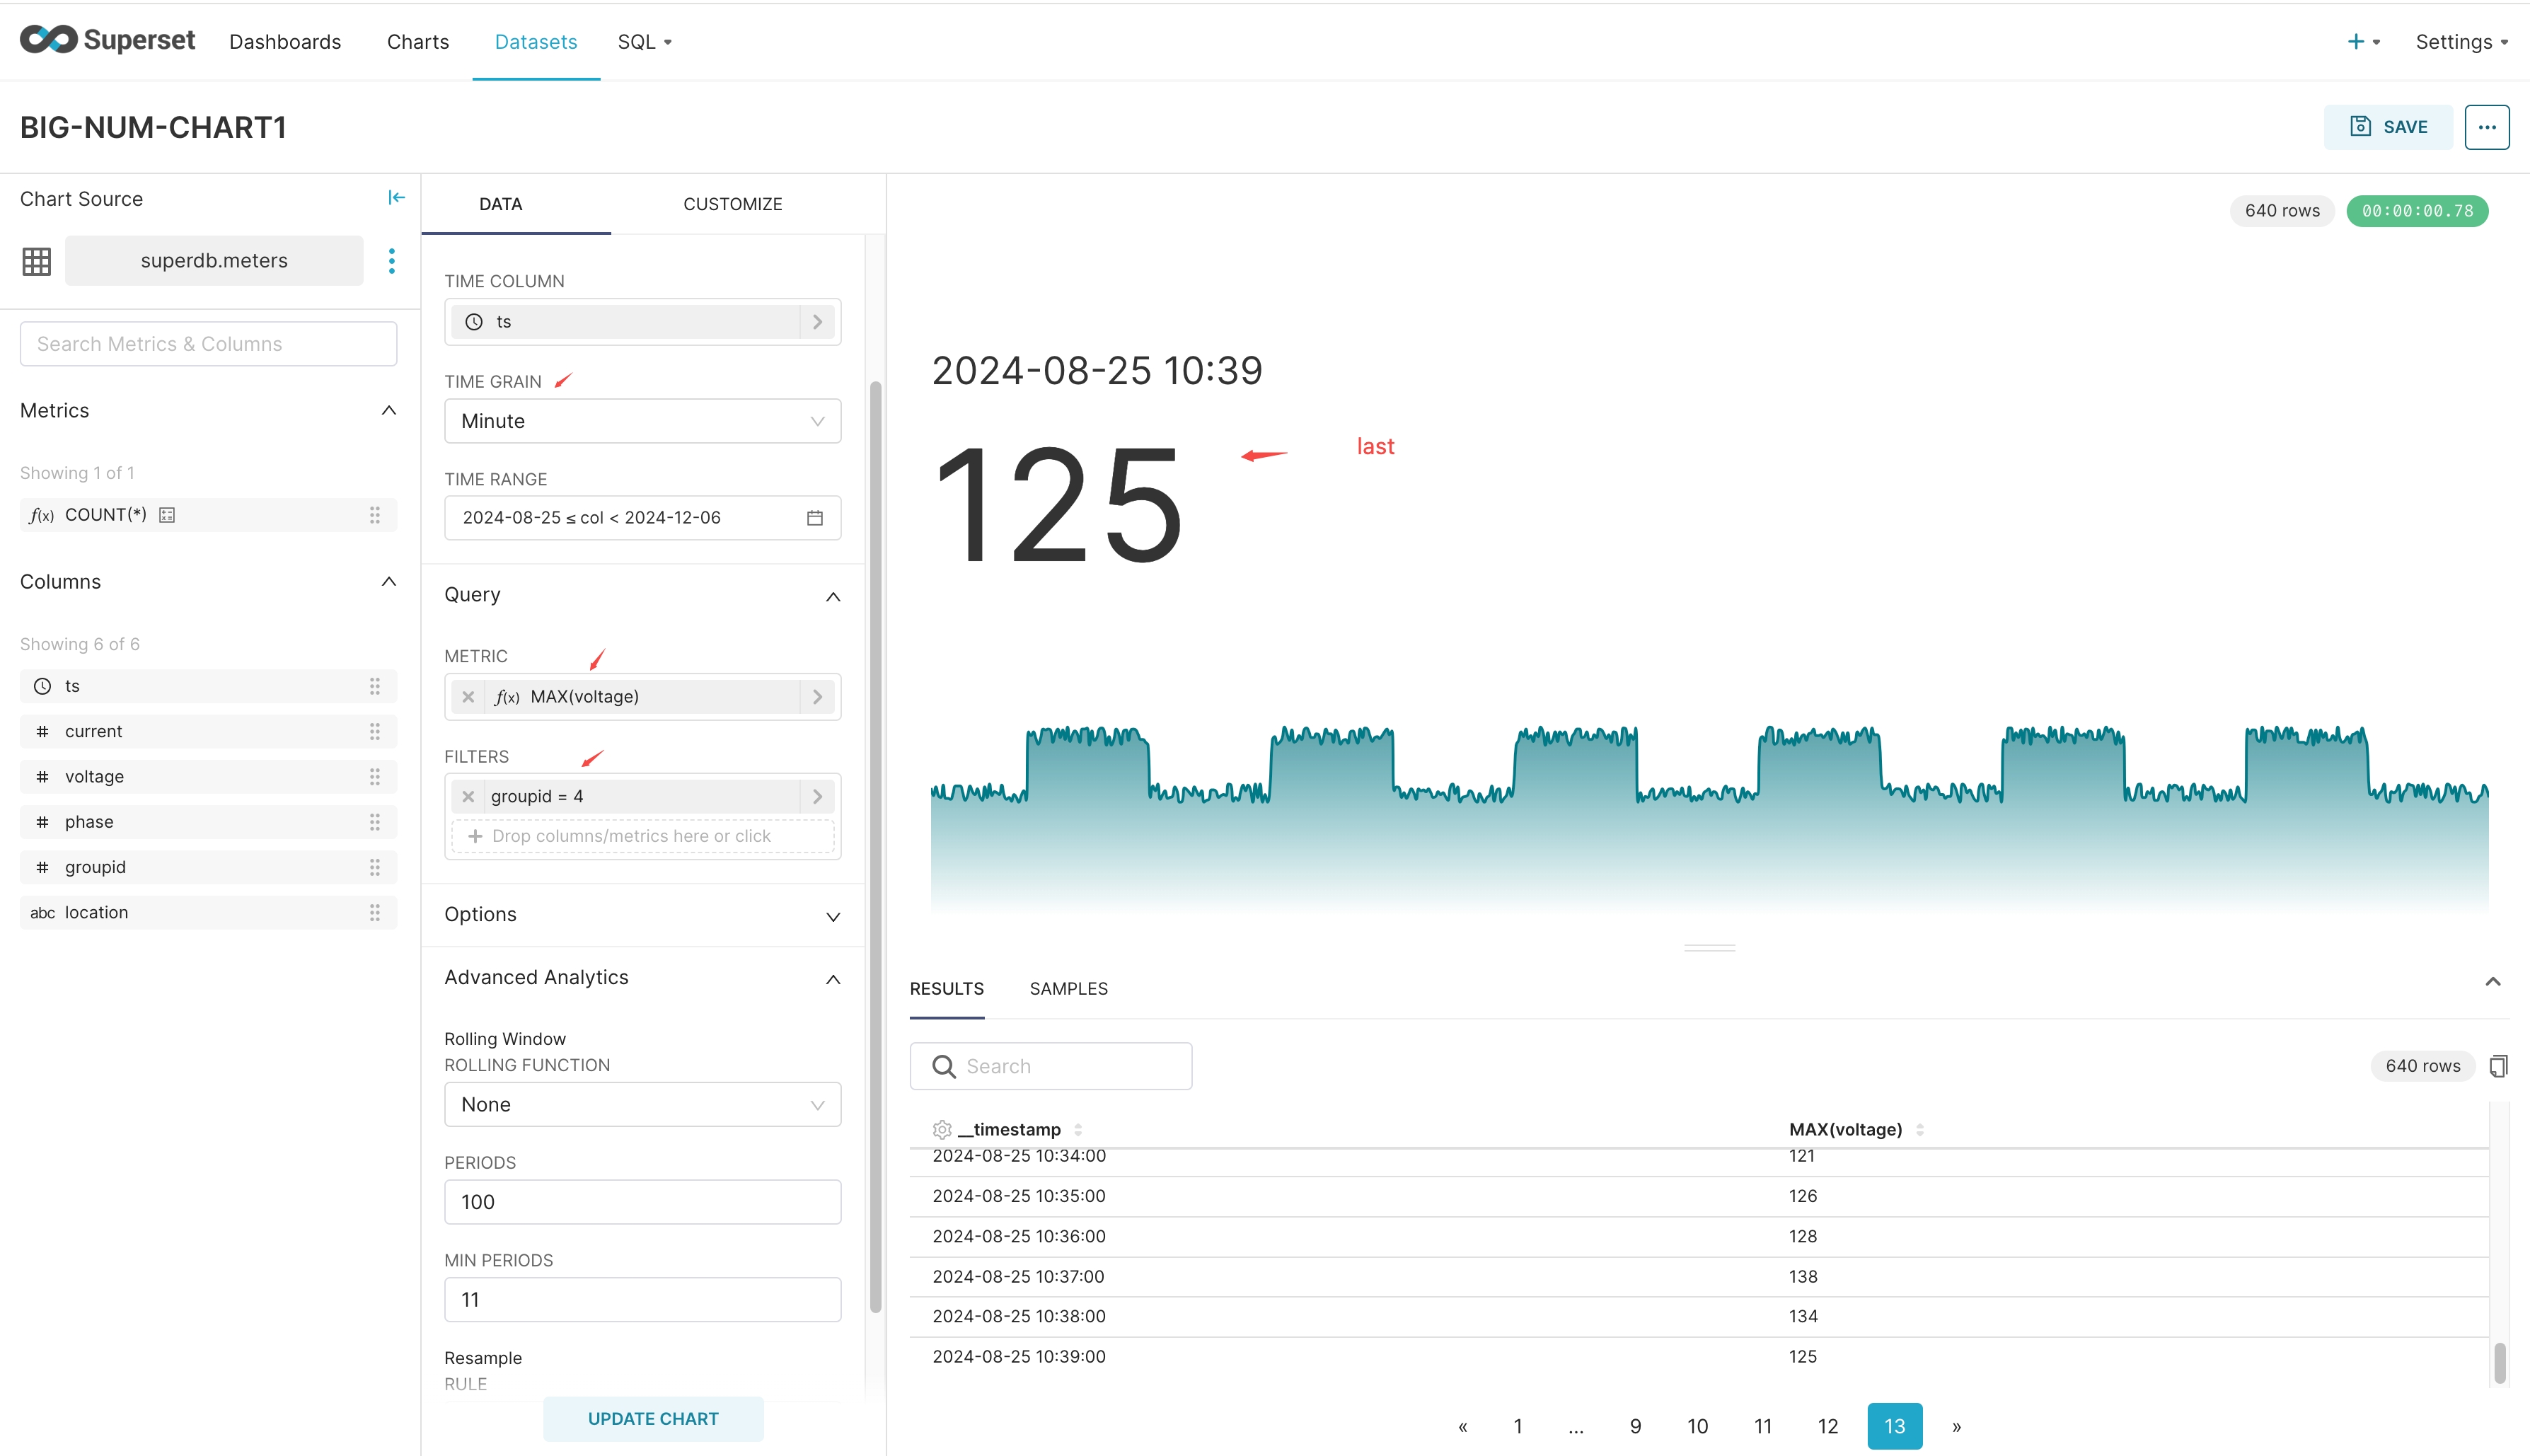 Superset
Dashboards
Charts
Datasets
SQL
Settings
BIG-NUM-CHART1
SAVE
Chart Source
superdb.meters
Search Metrics & Columns
Metrics
Showing 1 of 1
f(x) COUNT(*)
Columns
Showing 6 of 6
ts
# current
# voltage
# phase
# groupid
abc location
DATA
CUSTOMIZE
TIME COLUMN
ts
TIME GRAIN
Minute
TIME RANGE
2024-08-25 ≤ col < 2024-12-06
Query
METRIC
f(x) MAX(voltage)
FILTERS
groupid = 4
+ Drop columns/metrics here or click
Options
Advanced Analytics
Rolling Window
ROLLING FUNCTION
None
PERIODS
100
MIN PERIODS
11
Resample
RULE
UPDATE CHART
640 rows
00:00:00.78
2024-08-25 10:39
125
last
RESULTS
SAMPLES
Search
640 rows
__timestamp MAX(voltage)
2024-08-25 10:34:00 121
2024-08-25 10:35:00 126
2024-08-25 10:36:00 128
2024-08-25 10:37:00 138
2024-08-25 10:38:00 134
2024-08-25 10:39:00 125
« 1 ... 9 10 11 12 13 »